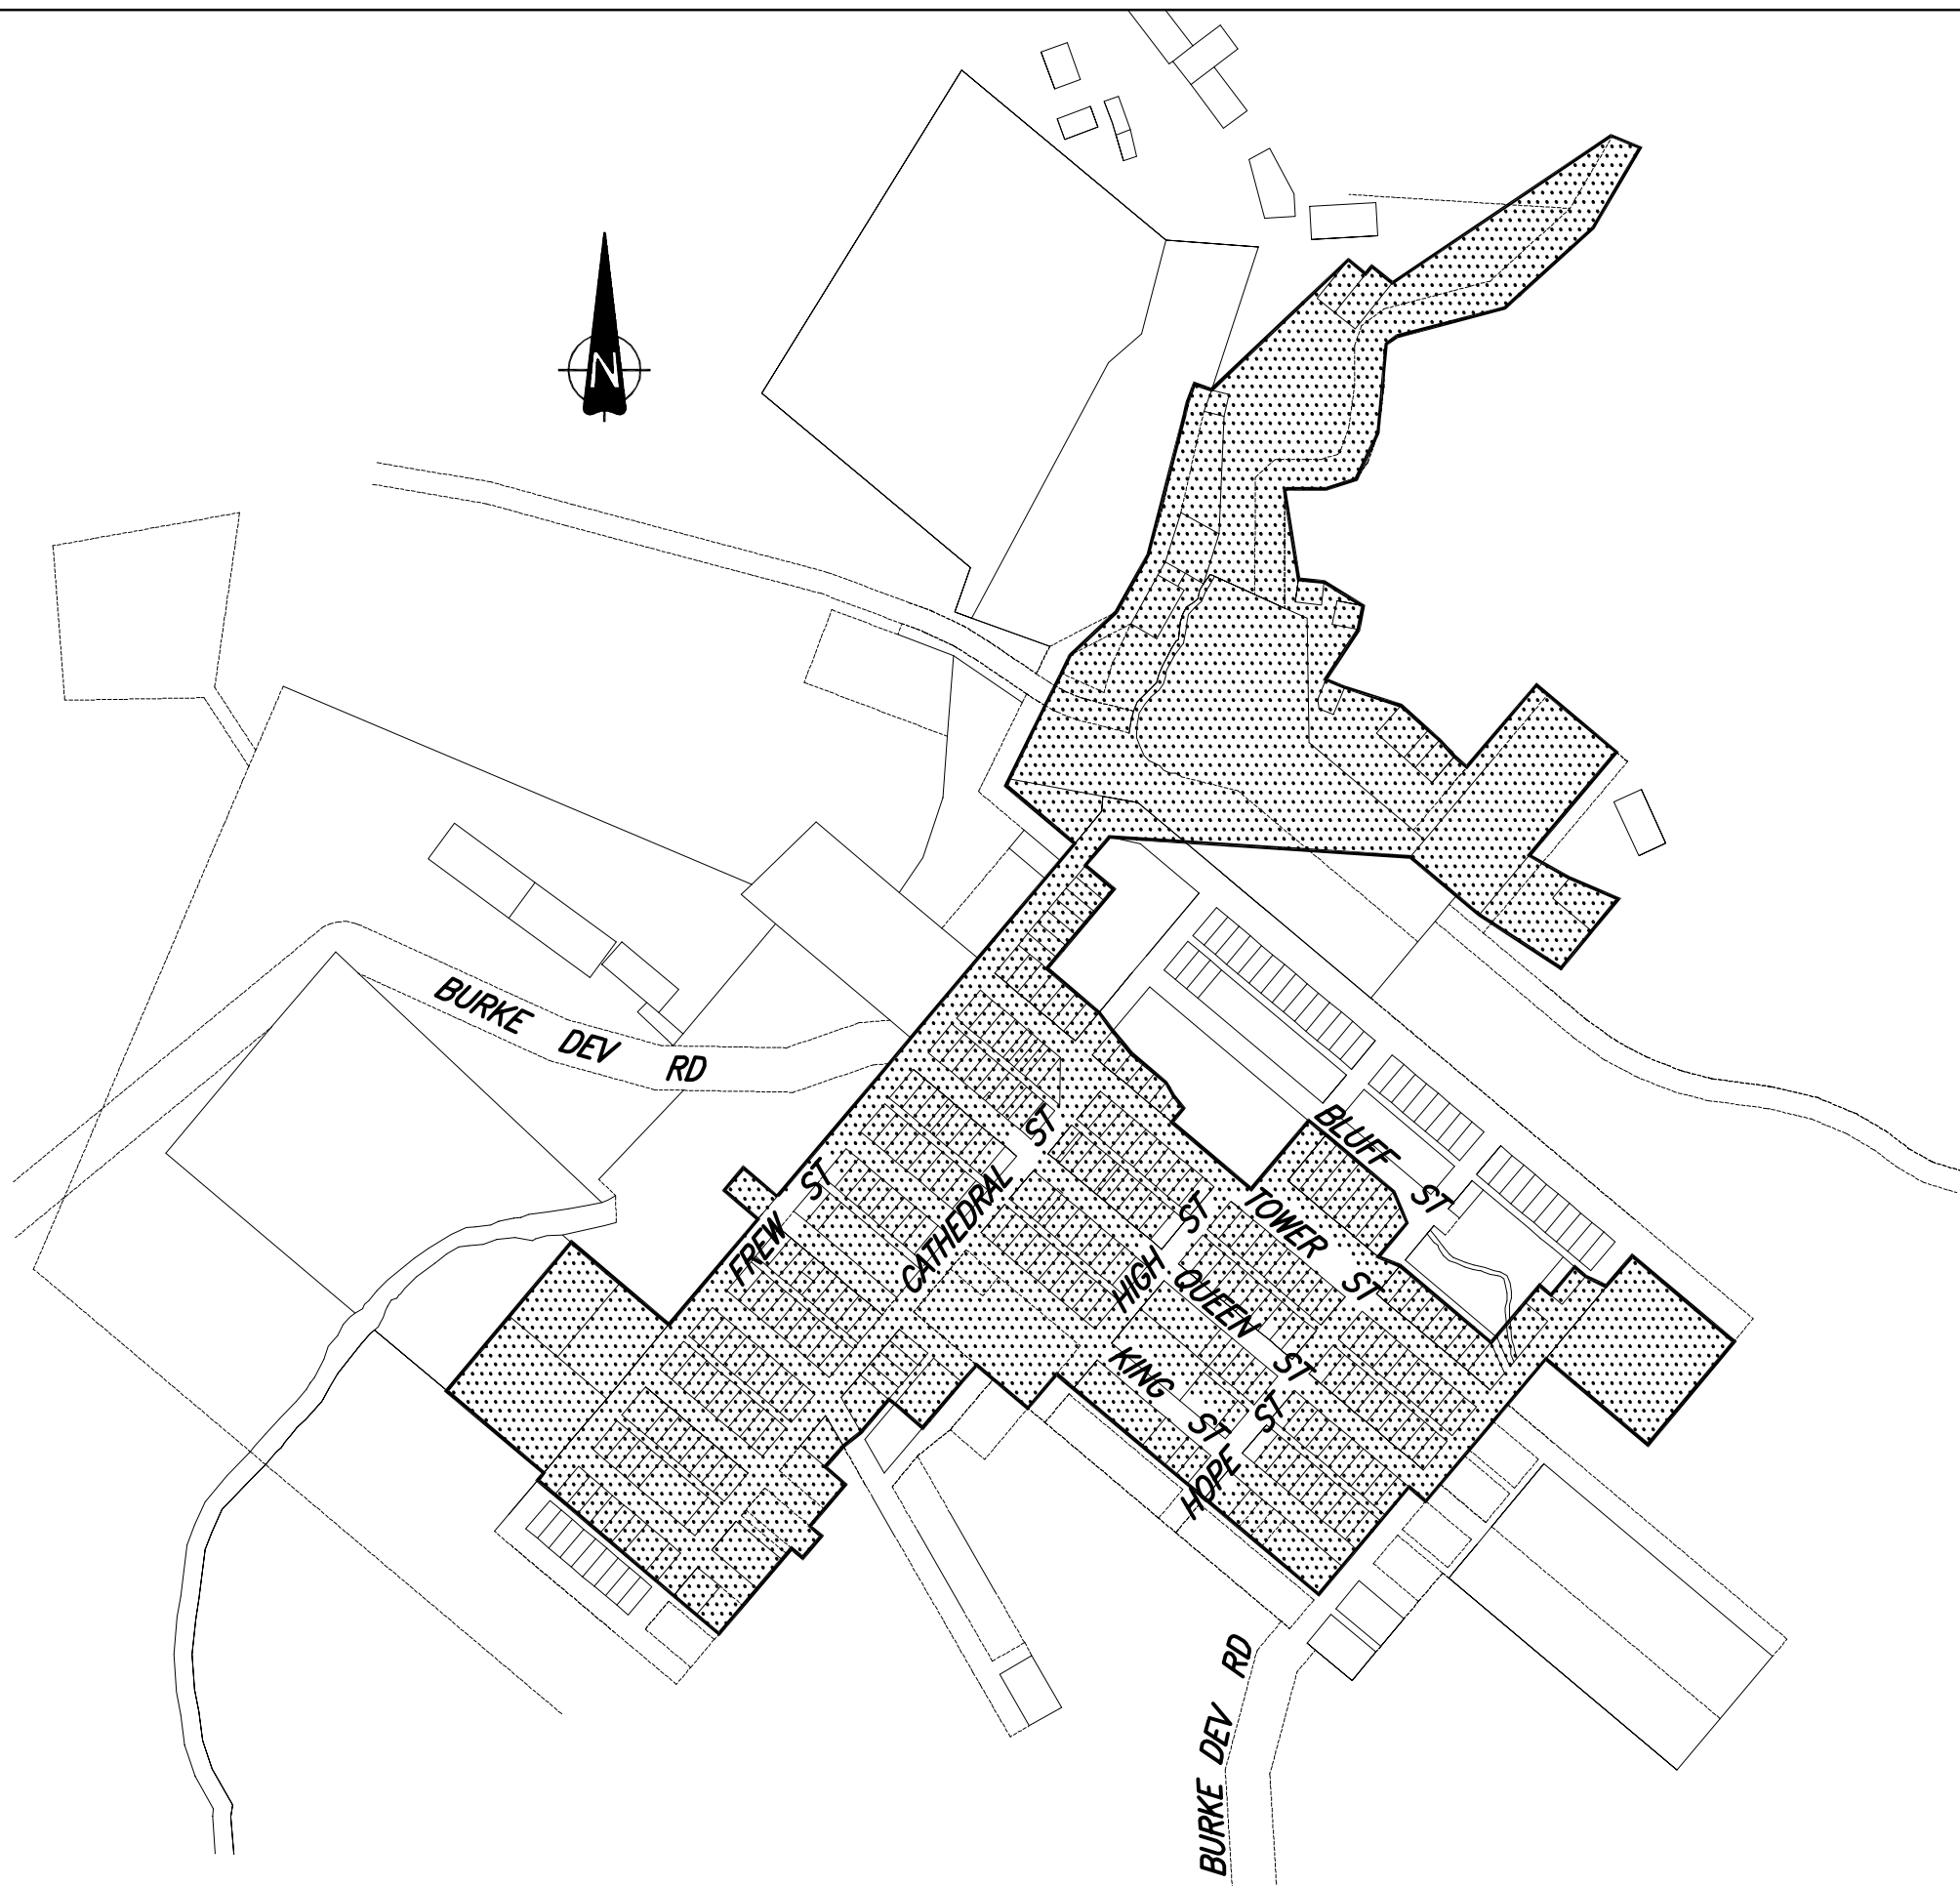 N
BURKE DEV RD
FREW ST
CATHEDRAL ST
BLUFF ST
TOWER ST
HIGH ST
QUEEN ST
KING ST
HOPE ST
BURKE DEV RD